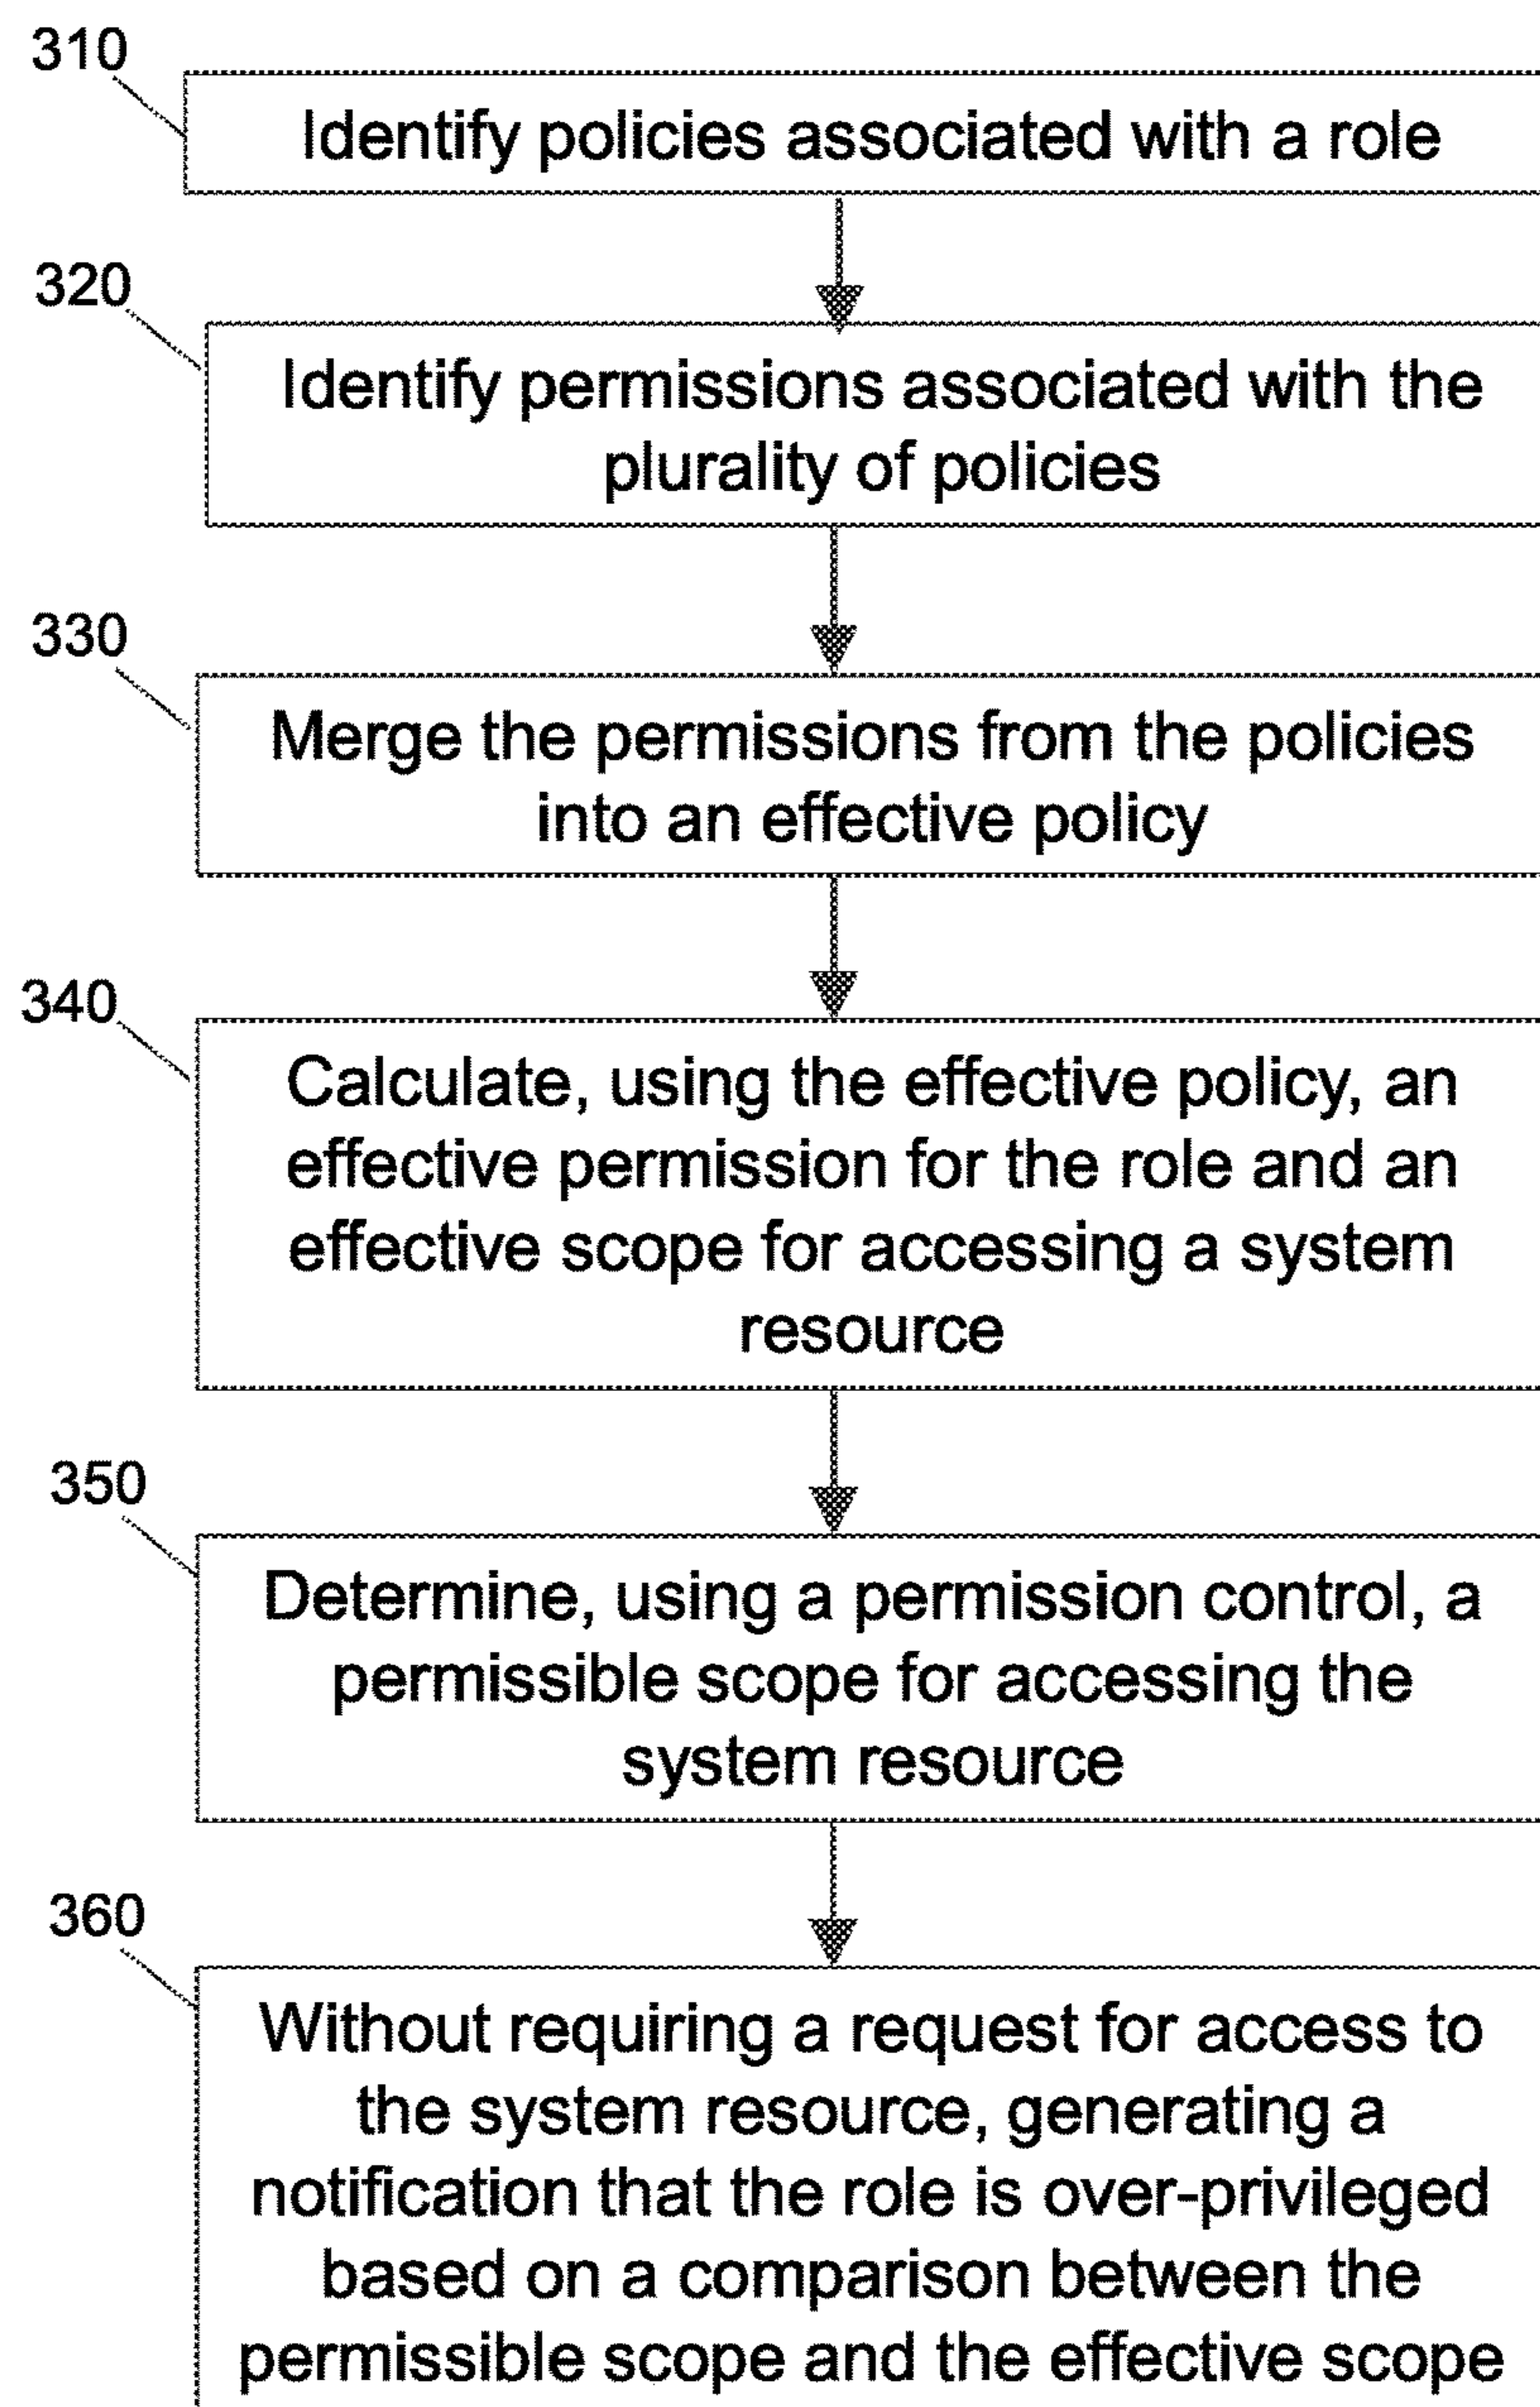 310
Identify policies associated with a role
320
Identify permissions associated with the
plurality of policies
330
Merge the permissions from the policies
into an effective policy
340
Calculate, using the effective policy, an
effective permission for the role and an
effective scope for accessing a system
resource
350
Determine, using a permission control, a
permissible scope for accessing the
system resource
360
Without requiring a request for access to
the system resource, generating a
notification that the role is over-privileged
based on a comparison between the
permissible scope and the effective scope